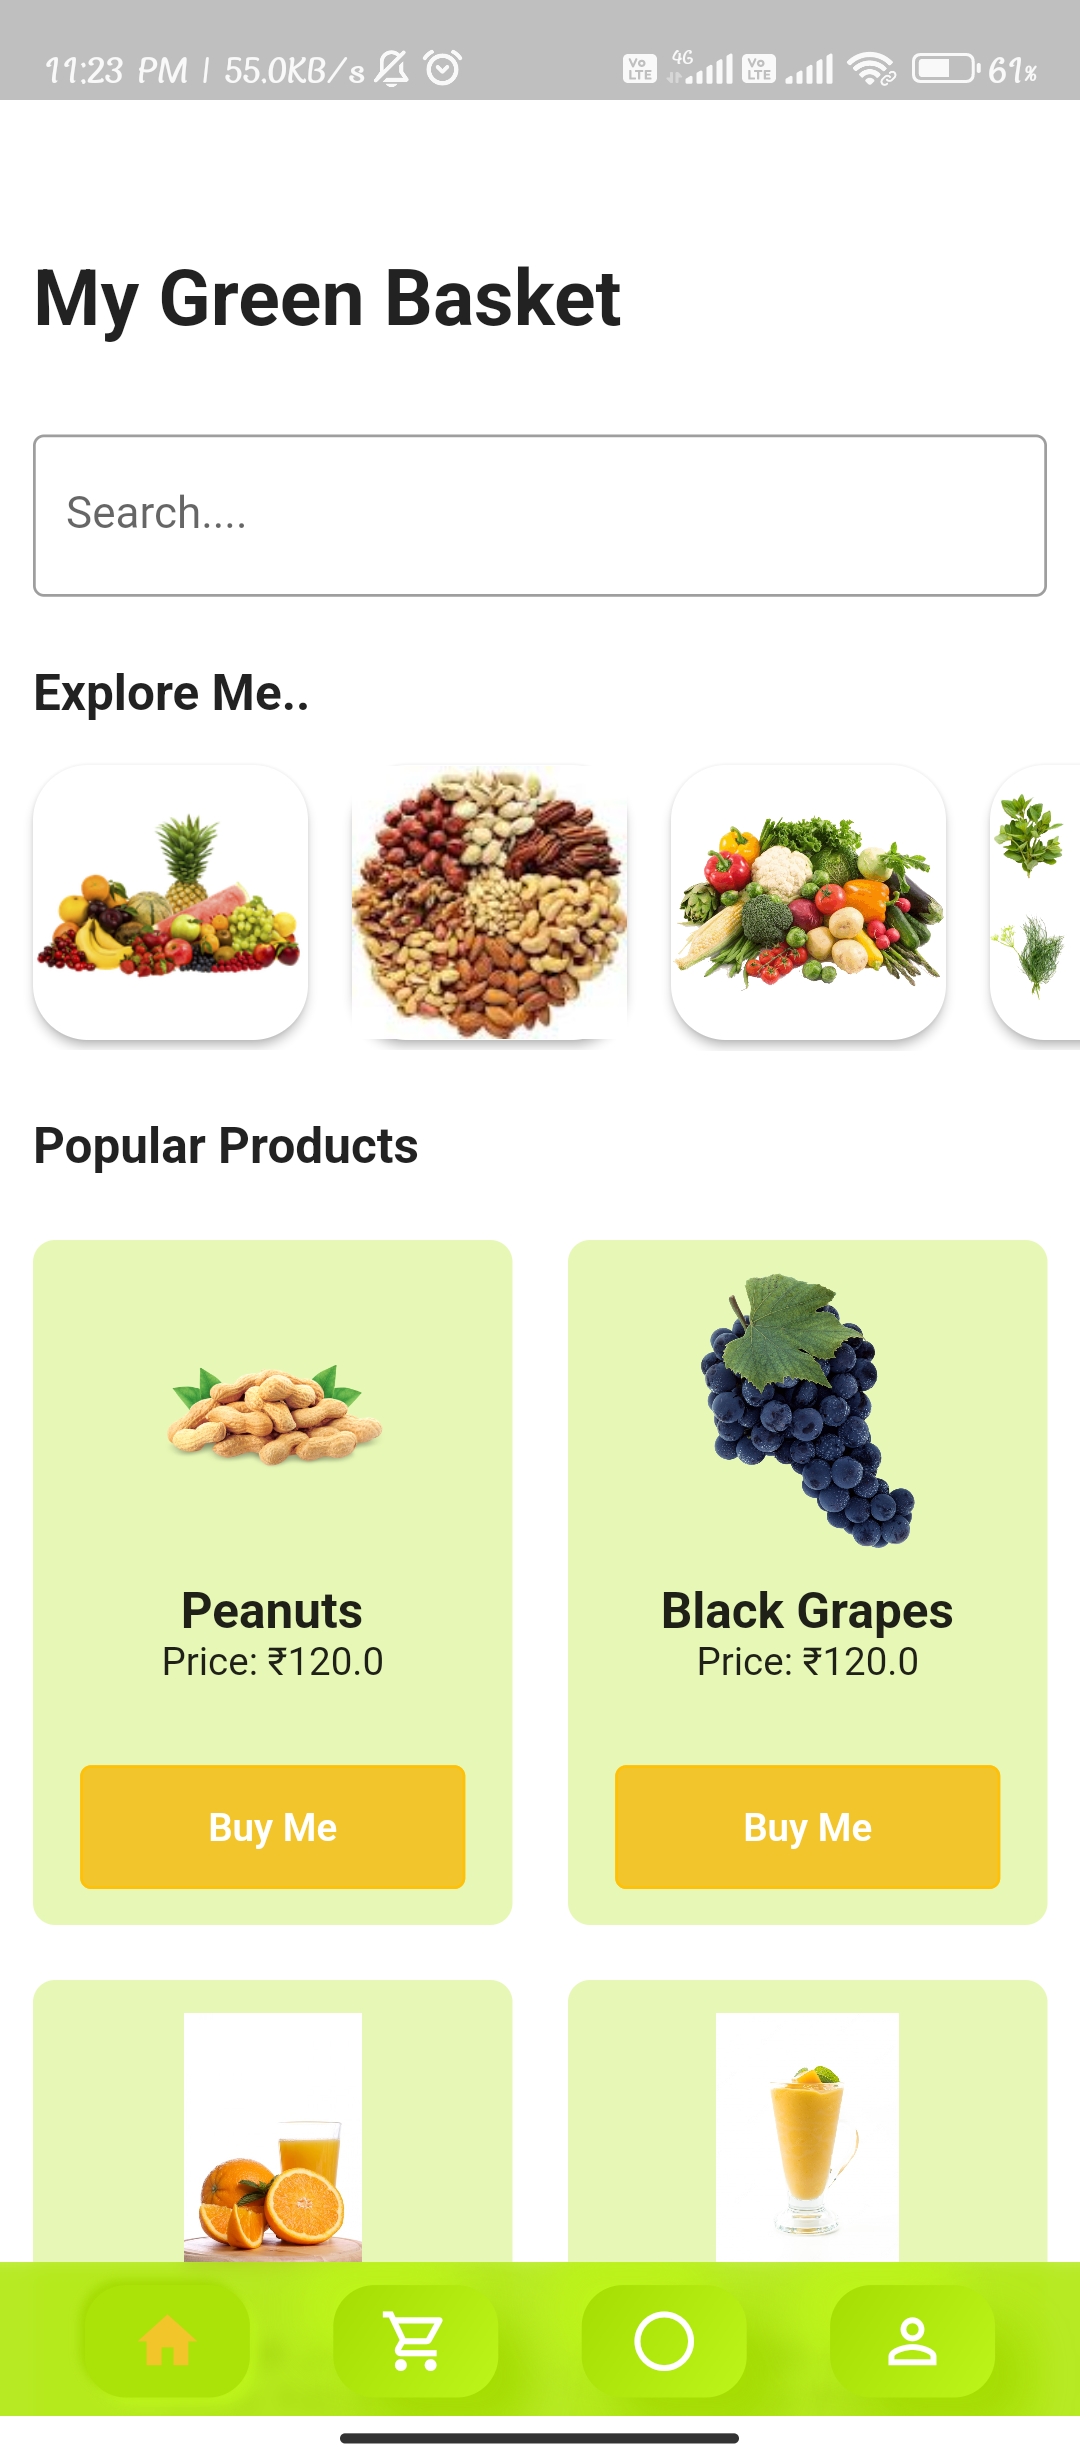 11:23 PM | 55.0KB/s Vo LTE 4G Vo LTE 61%
My Green Basket
Search....
Explore Me..
Popular Products
Peanuts
Price: ₹120.0
Buy Me
Black Grapes
Price: ₹120.0
Buy Me